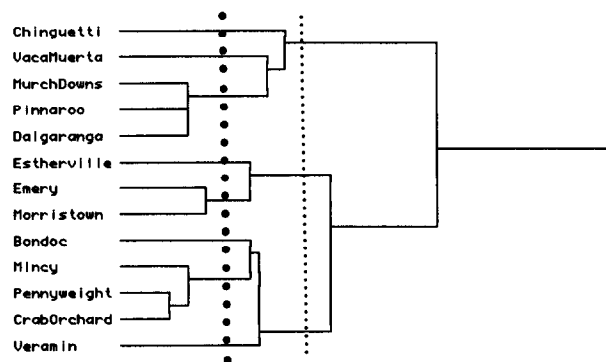 Chinguetti
VacaMuerta
MurchDowns
Pinnaroo
Dalgaranga
Estherville
Emery
Morristown
Bondoc
Mincy
Pennyweight
CrabOrchard
Veramin